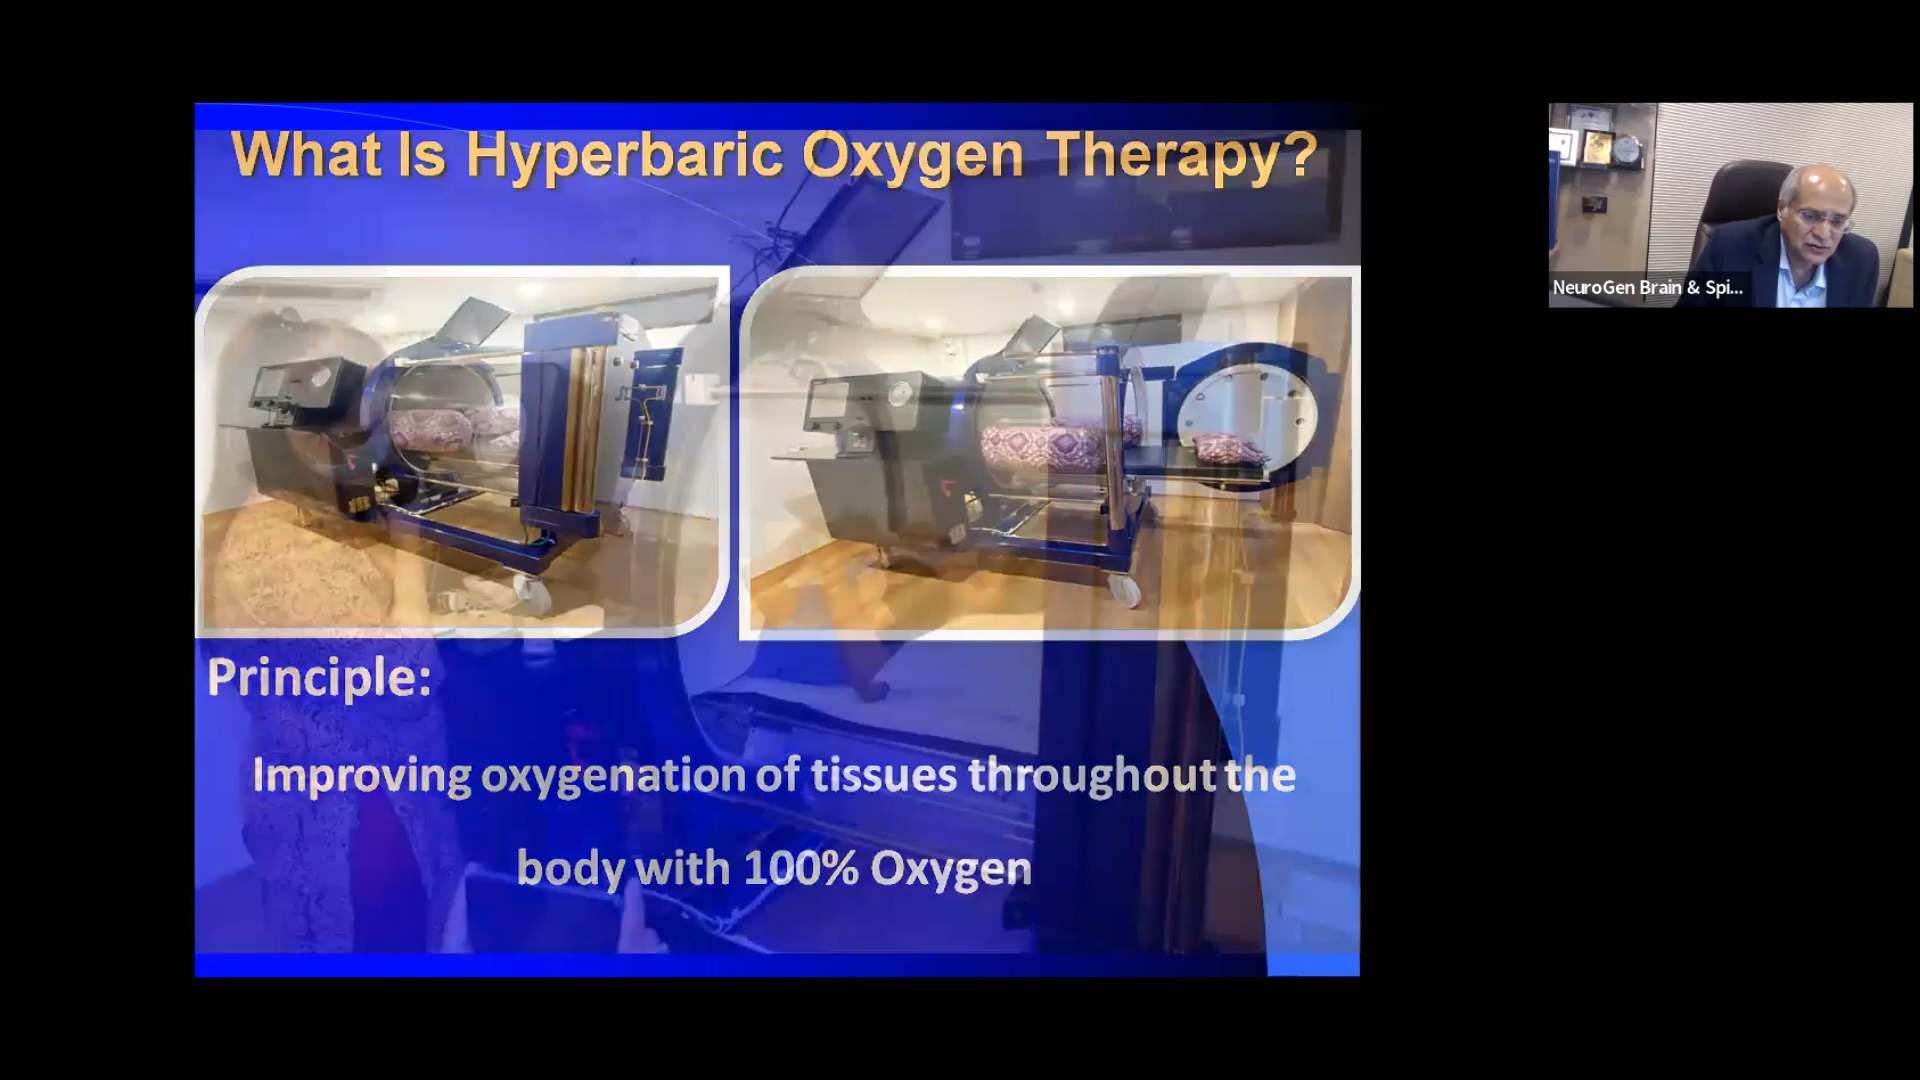 What Is Hyperbaric Oxygen Therapy?
NeuroGen Brain & Spi...
Principle:
Improving oxygenation of tissues throughout the
body with 100% Oxygen